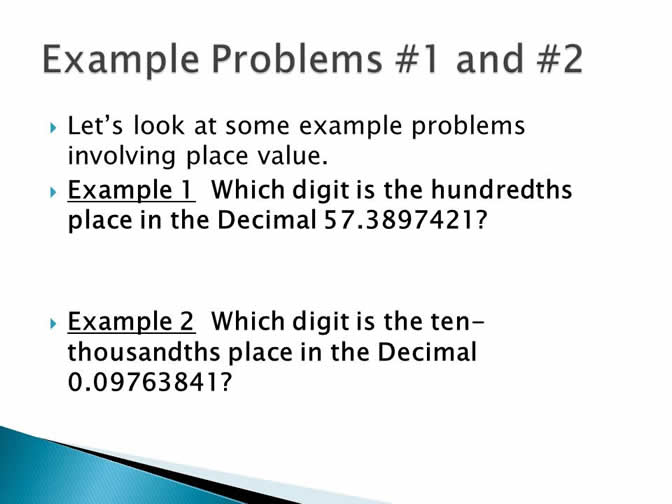 Example Problems #1 and #2
Let's look at some example problems
involving place value.
Example 1 Which digit is the hundredths
place in the Decimal 57.3897421?
Example 2 Which digit is the ten-
thousandths place in the Decimal
0.09763841?